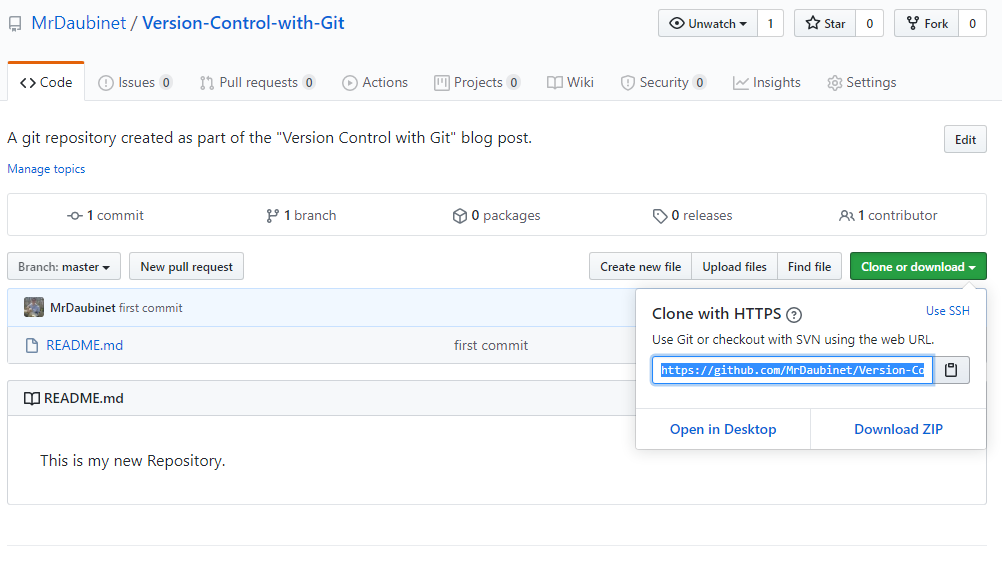 MrDaubinet / Version-Control-with-Git Unwatch 1 Star 0 Fork 0
Code Issues 0 Pull requests 0 Actions Projects 0 Wiki Security 0 Insights Settings
A git repository created as part of the "Version Control with Git" blog post. Edit
Manage topics
1 commit 1 branch 0 packages 0 releases 1 contributor
Branch: master New pull request Create new file Upload files Find file Clone or download
MrDaubinet first commit
README.md first commit
Clone with HTTPS ? Use SSH
Use Git or checkout with SVN using the web URL.
https://github.com/MrDaubinet/Version-Co
Open in Desktop Download ZIP
README.md
This is my new Repository.